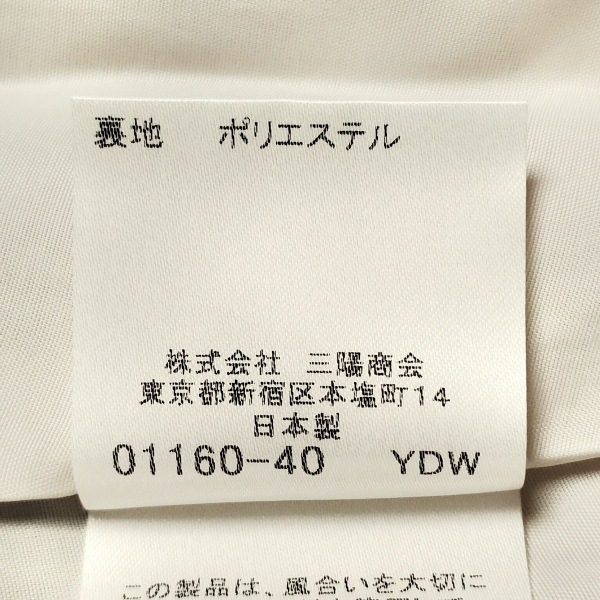 裏地　ポリエステル
株式会社　三陽商会
東京都新宿区本塩町14
日本製
01160-40　YDW
この製品は、風合いを大切に